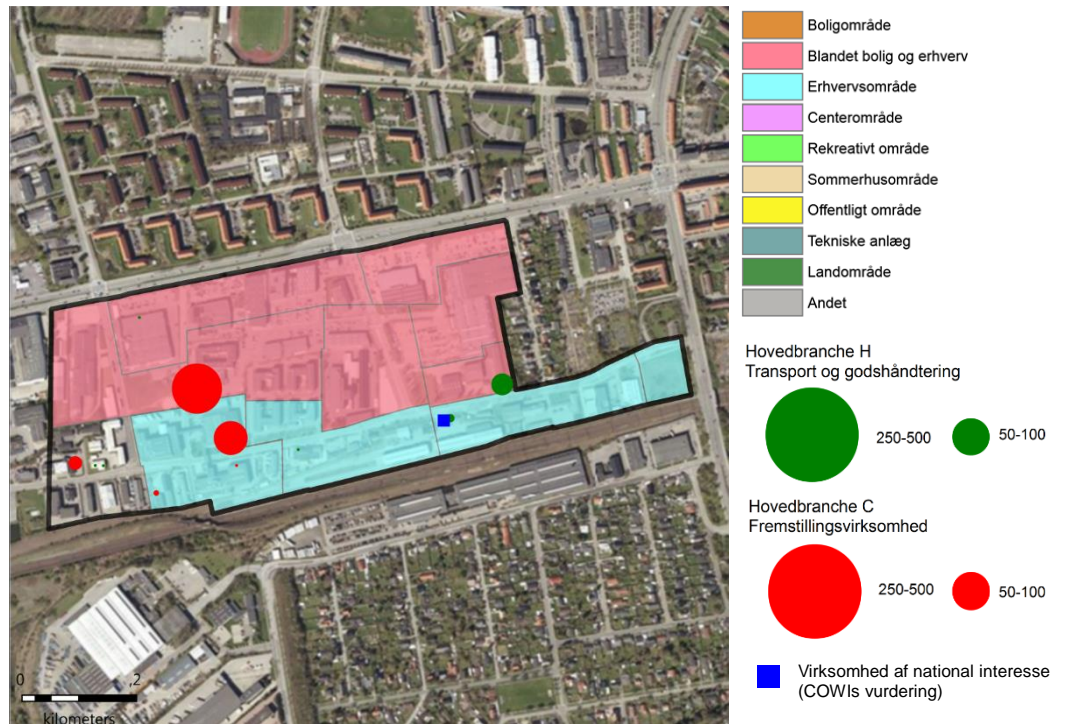 Boligområde
Blandet bolig og erhverv
Erhvervsområde
Centerområde
Rekreativt område
Sommerhusområde
Offentligt område
Tekniske anlæg
Landområde
Andet
Hovedbranche H
Transport og godshåndtering
250-500
50-100
Hovedbranche C
Fremstillingsvirksomhed
250-500
50-100
Virksomhed af national interesse
(COWIs vurdering)
0 ,2
kilometers